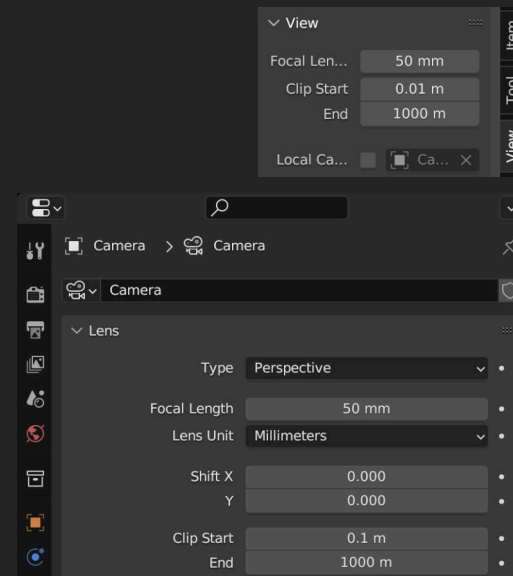 View
Item
Focal Len... 50 mm
Clip Start 0.01 m
Tool
End 1000 m
View
Local Ca... Ca...
Camera > Camera
Camera
Lens
Type Perspective
Focal Length 50 mm
Lens Unit Millimeters
Shift X 0.000
Y 0.000
Clip Start 0.1 m
End 1000 m